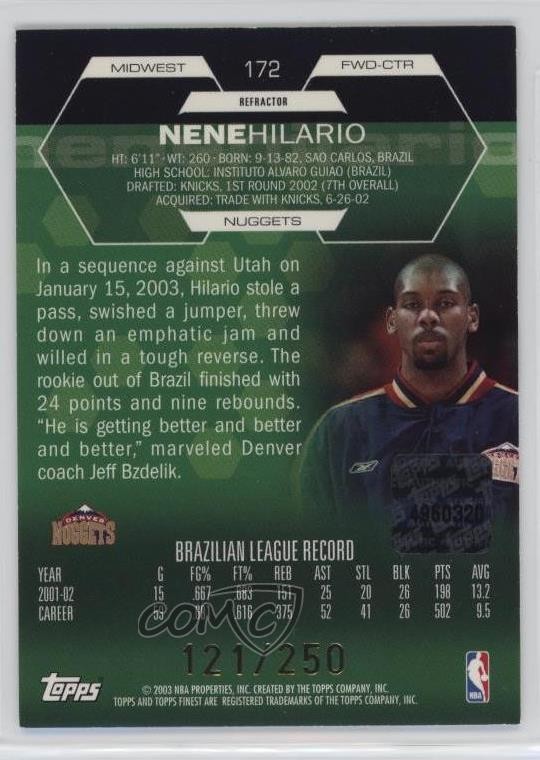 MIDWEST
172
FWD-CTR
REFRACTOR
NENEHILARIO
HT: 6'11" · WT: 260 · BORN: 9-13-82, SAO CARLOS, BRAZIL
HIGH SCHOOL: INSTITUTO ALVARO GUIAO (BRAZIL)
DRAFTED: KNICKS, 1ST ROUND 2002 (7TH OVERALL)
ACQUIRED: TRADE WITH KNICKS, 6-26-02
NUGGETS
In a sequence against Utah on
January 15, 2003, Hilario stole a
pass, swished a jumper, threw
down an emphatic jam and
willed in a tough reverse. The
rookie out of Brazil finished with
24 points and nine rebounds.
"He is getting better and better
and better," marveled Denver
coach Jeff Bzdelik.
4960320
DENVER
NUGGETS
BRAZILIAN LEAGUE RECORD
YEAR G FG% FT% REB AST STL BLK PTS AVG
2001-02 15 .667 .683 151 25 20 26 198 13.2
CAREER 53 .616 375 52 41 26 502 9.5
COMC
121/250
Topps
© 2003 NBA PROPERTIES, INC. CREATED BY THE TOPPS COMPANY, INC.
TOPPS AND TOPPS FINEST ARE REGISTERED TRADEMARKS OF THE TOPPS COMPANY, INC.
NBA